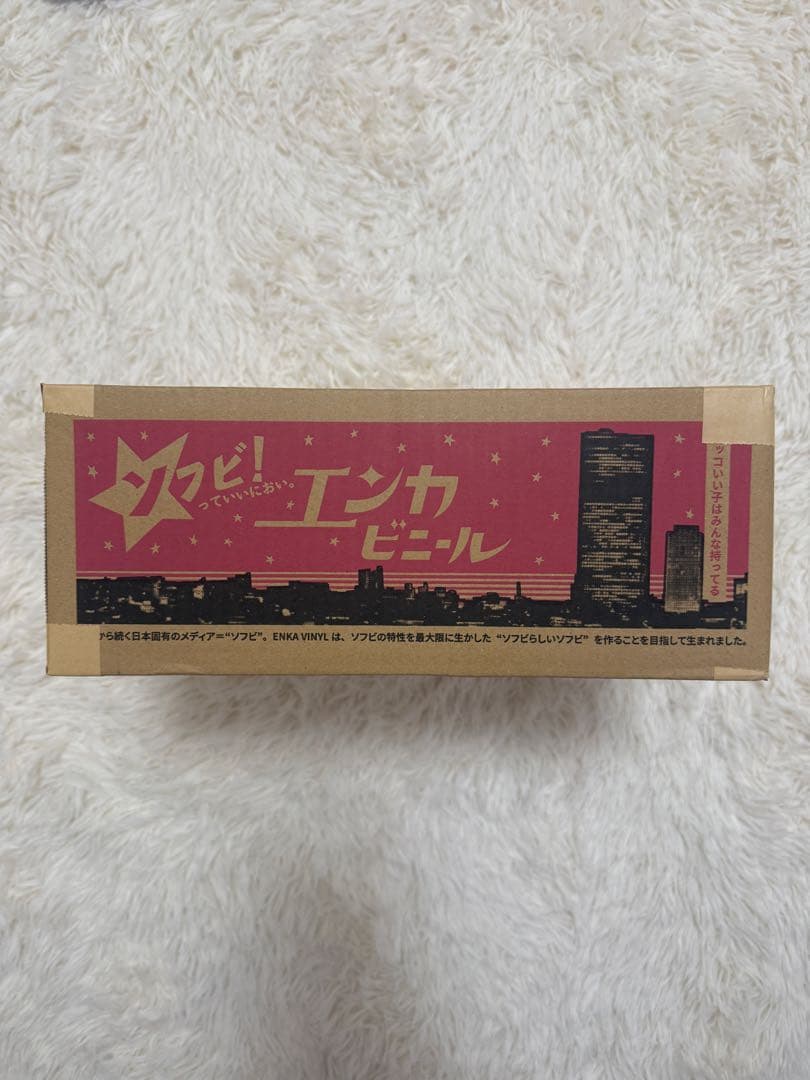 ソフビ!
っていいにおい。
エンカ
ビニール
ッコいい子はみんな持ってる
から続く日本固有のメディア＝“ソフビ”。ENKA VINYL は、ソフビの特性を最大限に生かした “ソフビらしいソフビ” を作ることを目指して生まれました。